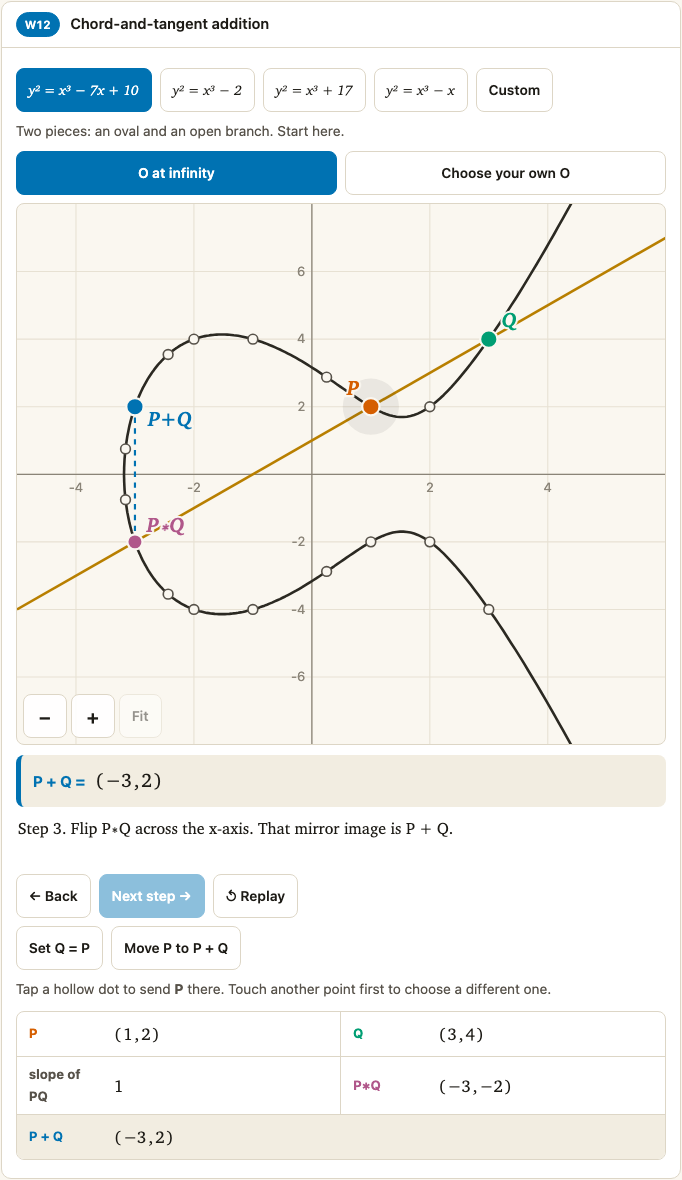 W12 Chord-and-tangent addition
y² = x³ − 7x + 10 y² = x³ − 2 y² = x³ + 17 y² = x³ − x Custom
Two pieces: an oval and an open branch. Start here.
O at infinity Choose your own O
6
Q
4
P
2
P+Q
-4 -2 2 4
P*Q
-2
-4
-6
− + Fit
P + Q = (−3,2)
Step 3. Flip P*Q across the x-axis. That mirror image is P + Q.
← Back Next step → ↺ Replay
Set Q = P Move P to P + Q
Tap a hollow dot to send P there. Touch another point first to choose a different one.
P (1,2) Q (3,4)
slope of
PQ 1 P*Q (−3,−2)
P + Q (−3,2)